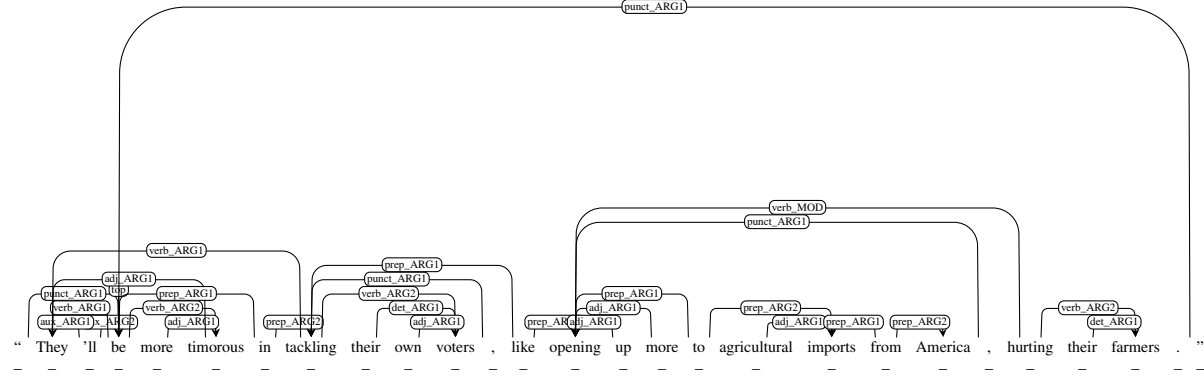 punct_ARG1
verb_MOD
punct_ARG1
verb_ARG1
prep_ARG1
adj_ARG1 punct_ARG1
top
punct_ARG1 prep_ARG1 verb_ARG2 prep_ARG1
verb_ARG1 verb_ARG2 det_ARG1 adj_ARG1 prep_ARG2 verb_ARG2
aux_ARG1 x_ARG2 adj_ARG1 prep_ARG2 adj_ARG1 prep_AR adj_ARG1 adj_ARG1 prep_ARG1 prep_ARG2 det_ARG1
“ They ’ll be more timorous in tackling their own voters , like opening up more to agricultural imports from America , hurting their farmers . ”
_ _ _ _ _ _ _ _ _ _ _ _ _ _ _ _ _ _ _ _ _ _ _ _ _ _ _